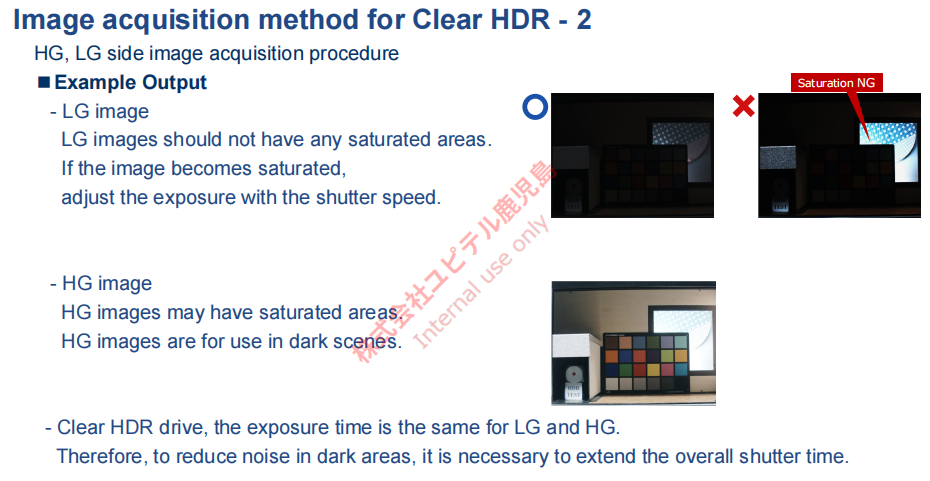 Image acquisition method for Clear HDR - 2
HG, LG side image acquisition procedure
■Example Output
- LG image
LG images should not have any saturated areas.
If the image becomes saturated,
adjust the exposure with the shutter speed.
Saturation NG
株式会社ユピテル鹿児島
Internal use only
- HG image
HG images may have saturated areas.
HG images are for use in dark scenes.
HDR
TEST
- Clear HDR drive, the exposure time is the same for LG and HG.
Therefore, to reduce noise in dark areas, it is necessary to extend the overall shutter time.